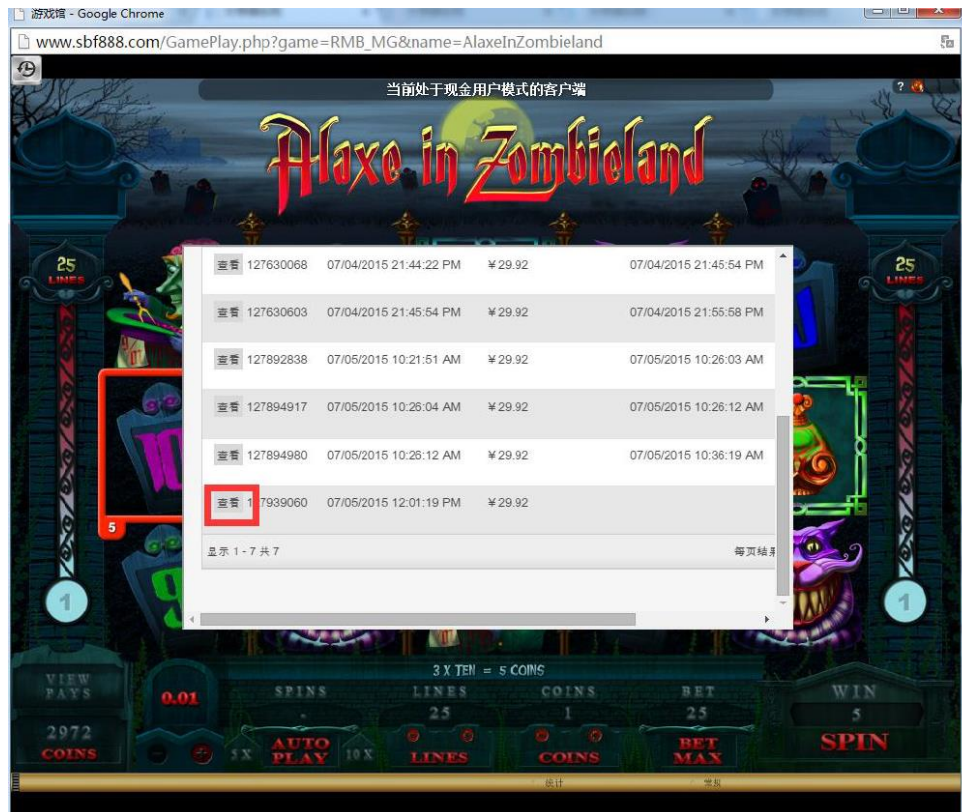 游戏馆 - Google Chrome
www.sbf888.com/GamePlay.php?game=RMB_MG&name=AlaxeInZombieland
当前处于现金用户模式的客户端
?
Alaxe in Zombieland
25
LINES
25
LINES
查看 127630068 07/04/2015 21:44:22 PM ¥29.92 07/04/2015 21:45:54 PM
查看 127630603 07/04/2015 21:45:54 PM ¥29.92 07/04/2015 21:55:58 PM
查看 127892838 07/05/2015 10:21:51 AM ¥29.92 07/05/2015 10:26:03 AM
查看 127894917 07/05/2015 10:26:04 AM ¥29.92 07/05/2015 10:26:12 AM
查看 127894980 07/05/2015 10:26:12 AM ¥29.92 07/05/2015 10:36:19 AM
查看 127939060 07/05/2015 12:01:19 PM ¥29.92
显示 1 - 7 共 7 每页结果
10
5
9
1
1
3 X TEN = 5 COINS
VIEW PAYS
0.01
SPINS LINES COINS BET WIN
- 25 1 25 5
2972
COINS
5X AUTO PLAY 10X LINES COINS BET MAX SPIN
统计